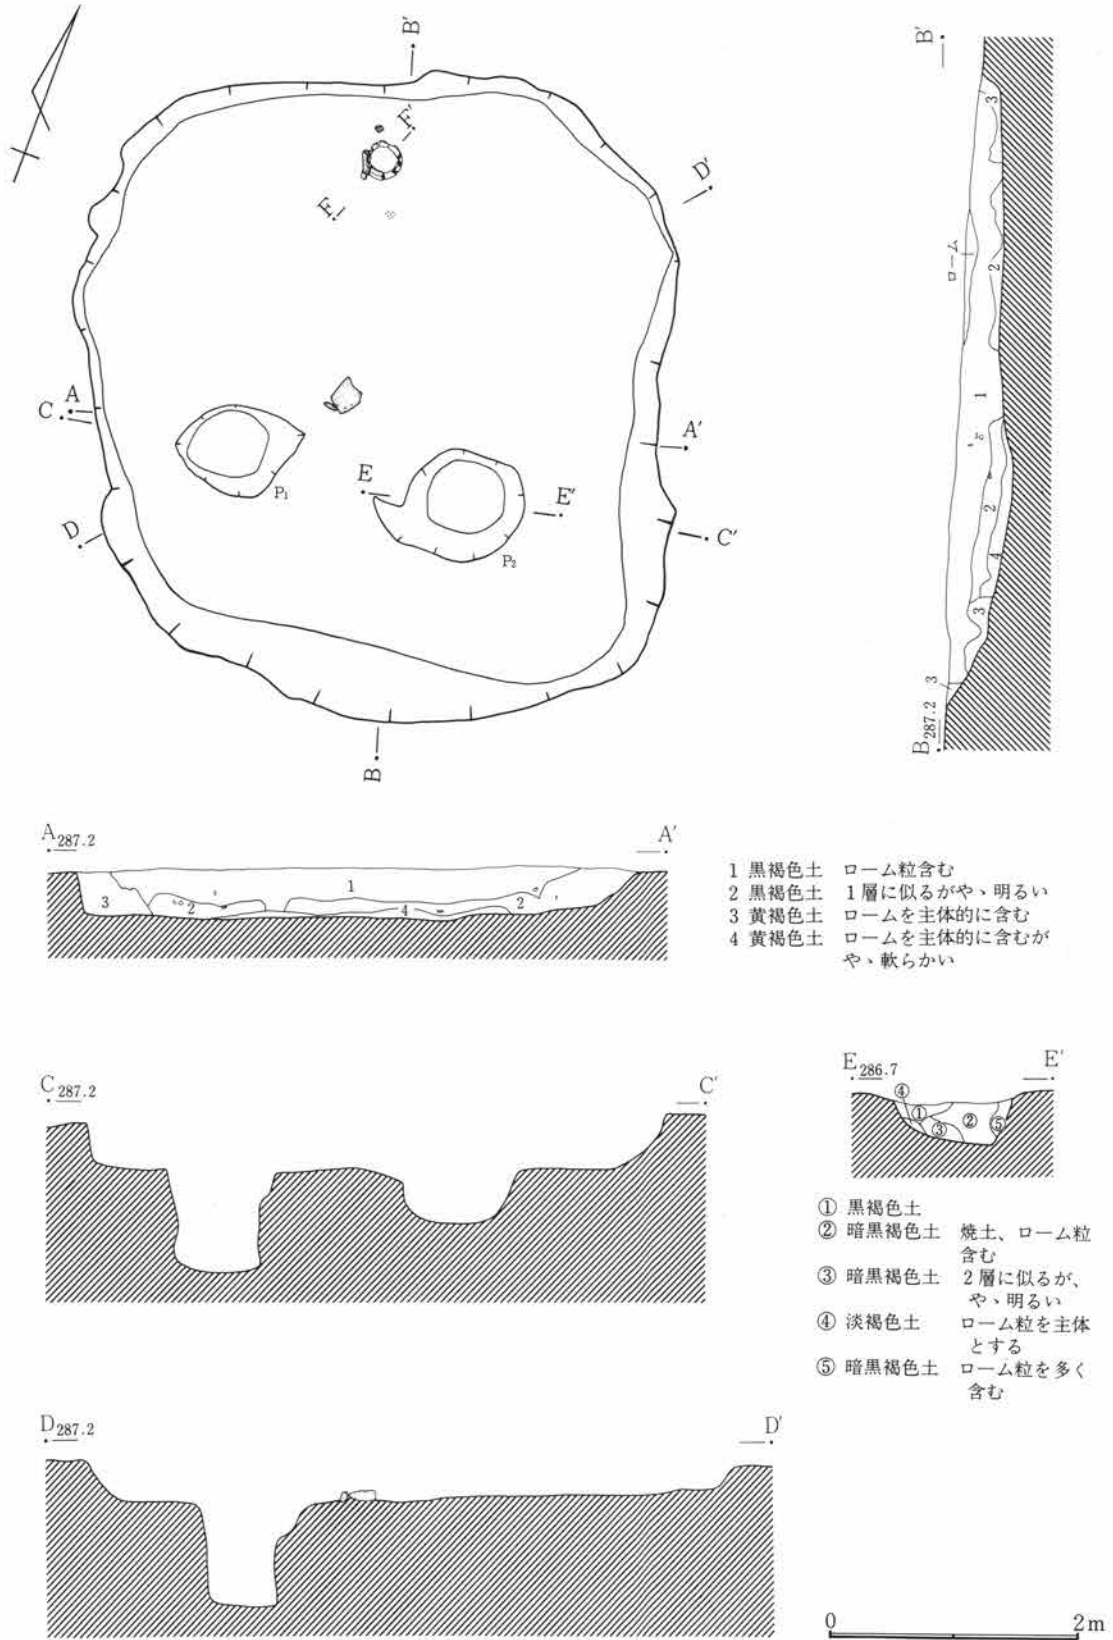 B'
B'
F'
D'
F
3
ローム
2
A
C
A'
1
E
E'
P1
C'
D
P2
2
4
3
3
B
B 287.2
A 287.2
A'
1
3
2
4
2
1 黒褐色土 ローム粒含む
2 黒褐色土 1層に似るがやゝ明るい
3 黄褐色土 ロームを主体的に含む
4 黄褐色土 ロームを主体的に含むが
やゝ軟らかい
C 287.2
C'
E 286.7
E'
④
①
③
②
⑤
① 黒褐色土
② 暗黒褐色土 焼土、ローム粒
含む
③ 暗黒褐色土 2層に似るが、
やゝ明るい
④ 淡褐色土 ローム粒を主体
とする
⑤ 暗黒褐色土 ローム粒を多く
含む
D 287.2
D'
0 2m